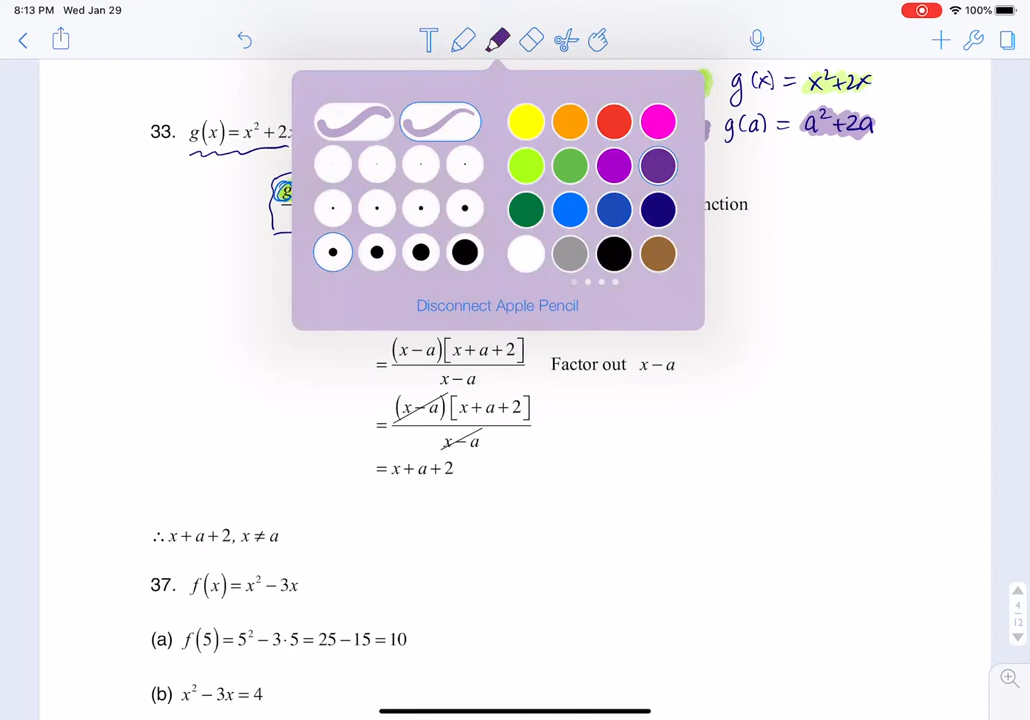 8:13 PM Wed Jan 29
100%
T
g(x) = x²+2x
33. g(x) = x² + 2
g(a) = a²+2a
g
nction
Disconnect Apple Pencil
= (x − a)[x + a + 2] / x − a Factor out x − a
= (x − a)[x + a + 2] / x − a
= x + a + 2
∴ x + a + 2, x ≠ a
37. f(x) = x² − 3x
(a) f(5) = 5² − 3·5 = 25 − 15 = 10
(b) x² − 3x = 4
4
12